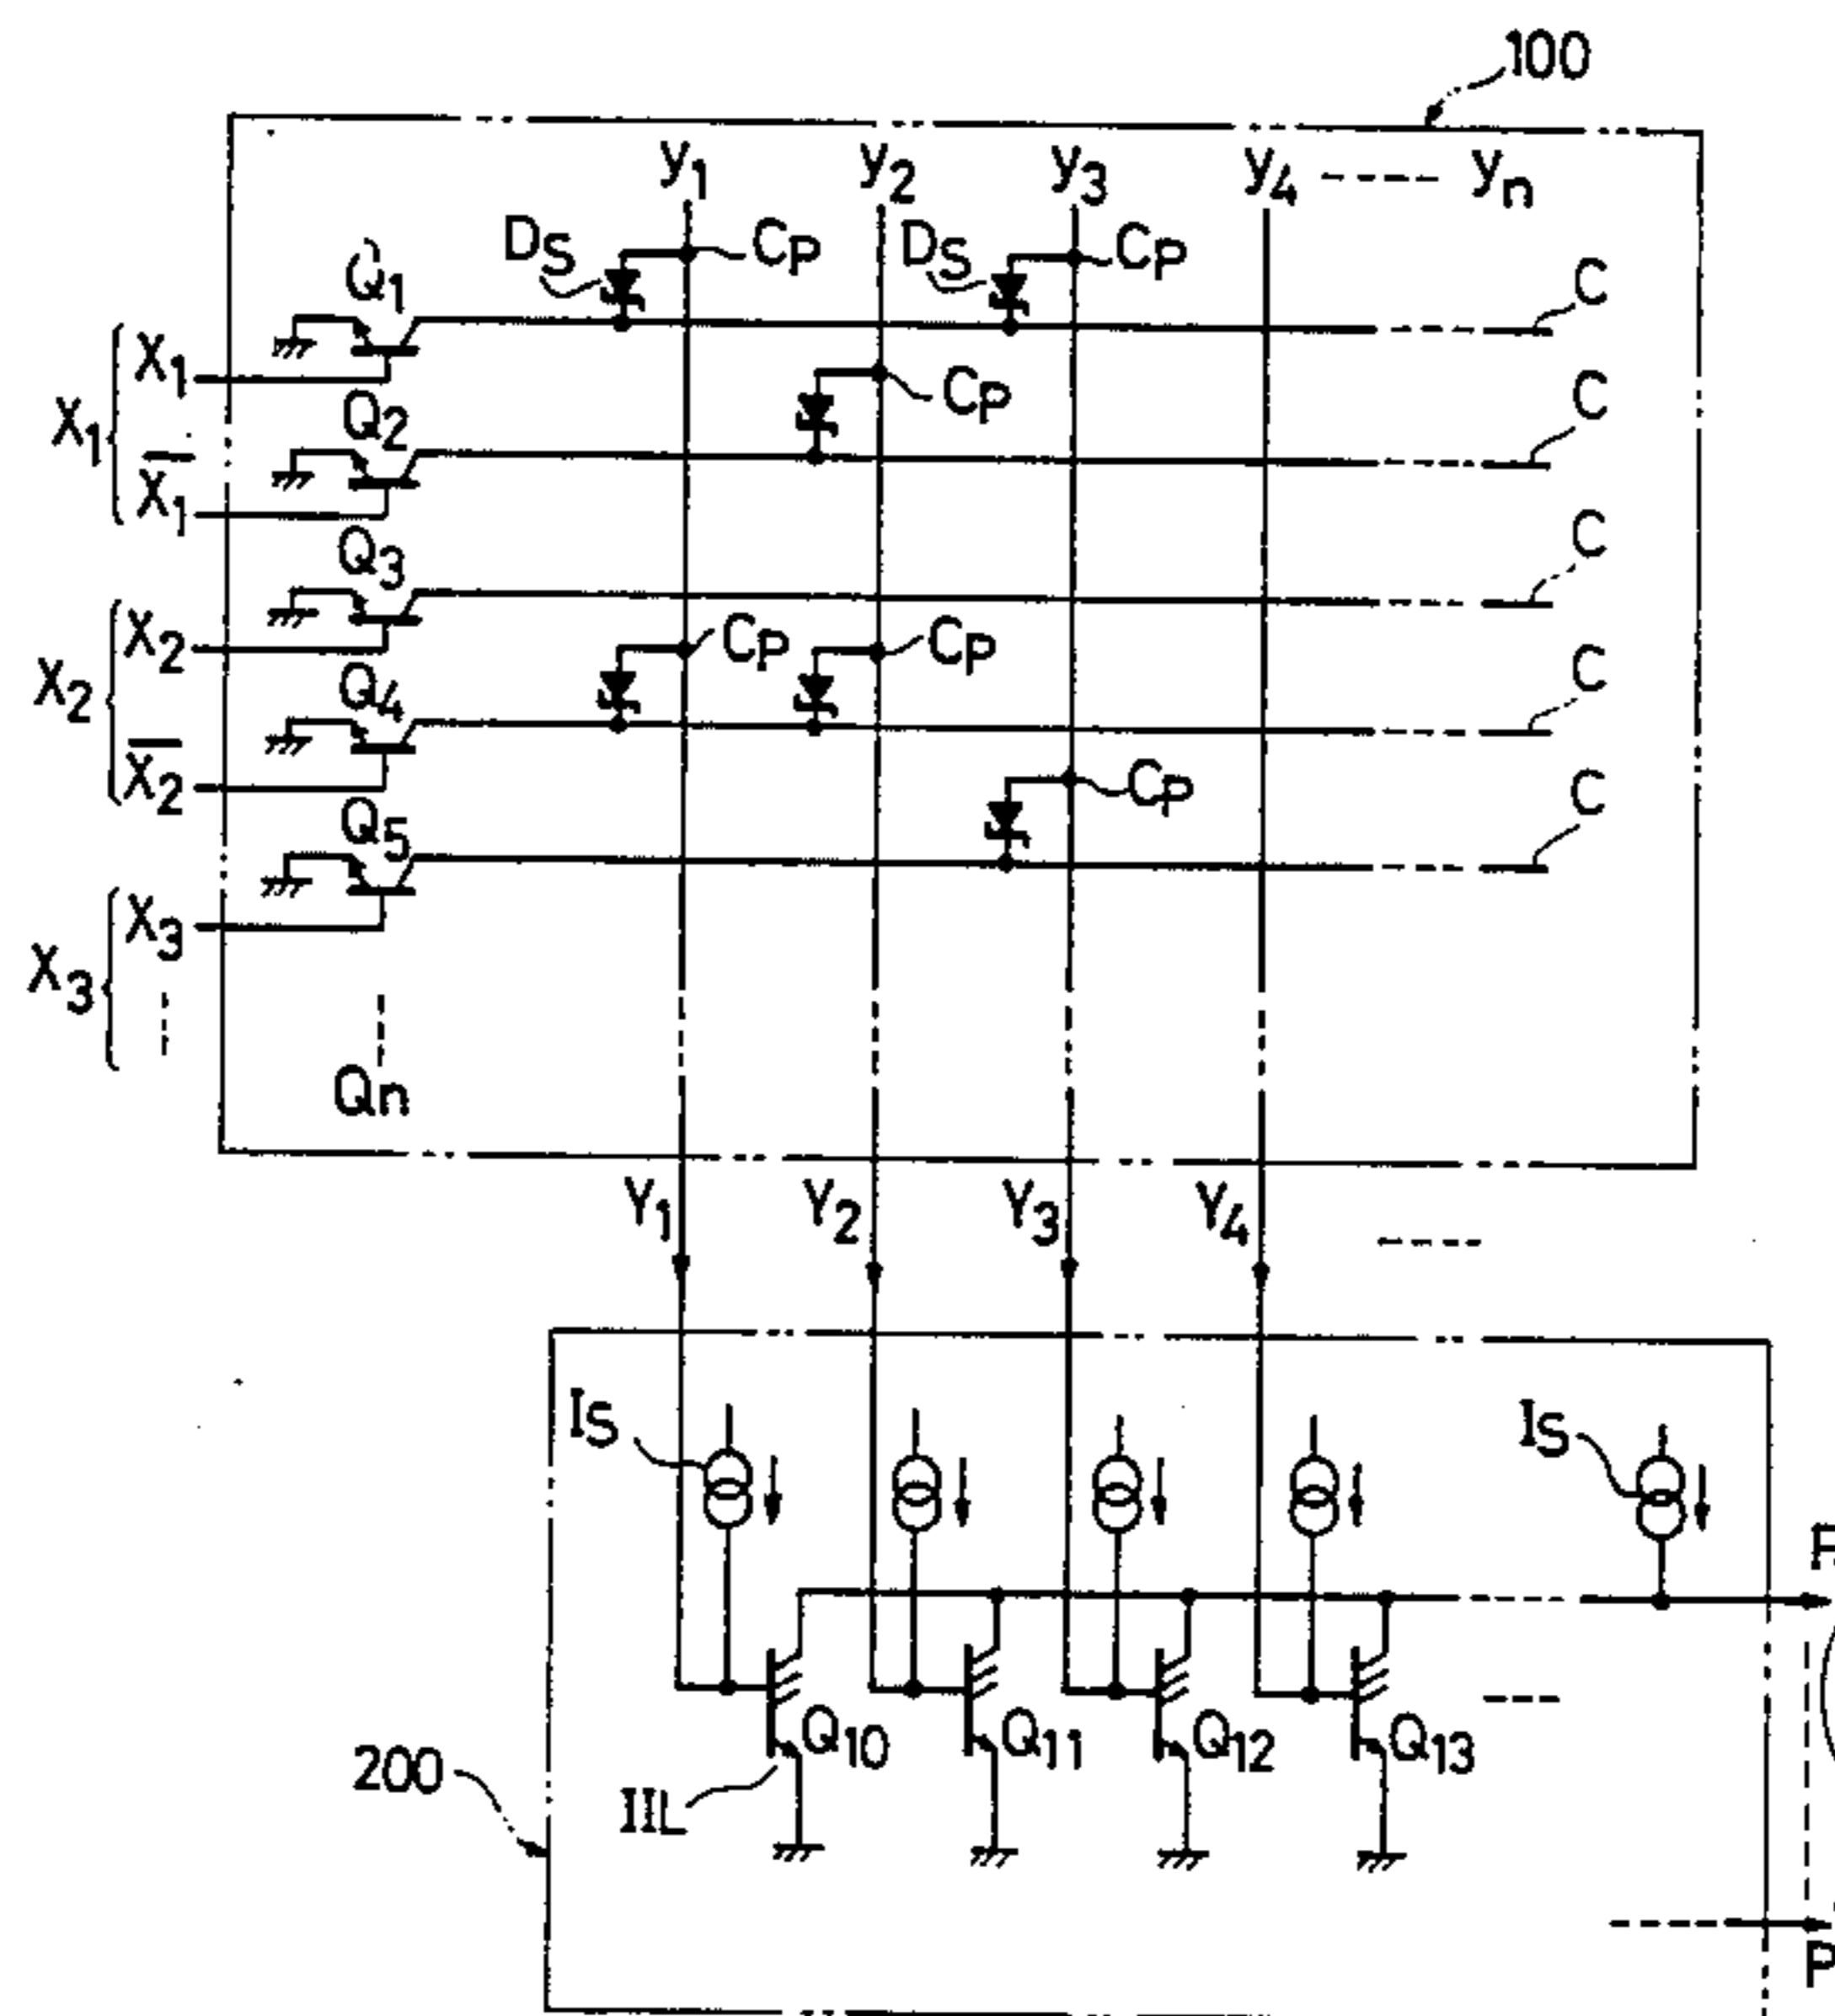 100
y1 y2 y3 y4 yn
DS CP DS CP
Q1 C
X1 x1 CP C
Q2
x̅1
Q3 C
X2 x2 CP CP C
Q4
x̅2 CP C
Q5
X3 x3
Qn
Y1 Y2 Y3 Y4
IS IS
Q10 Q11 Q12 Q13
200 IIL
P